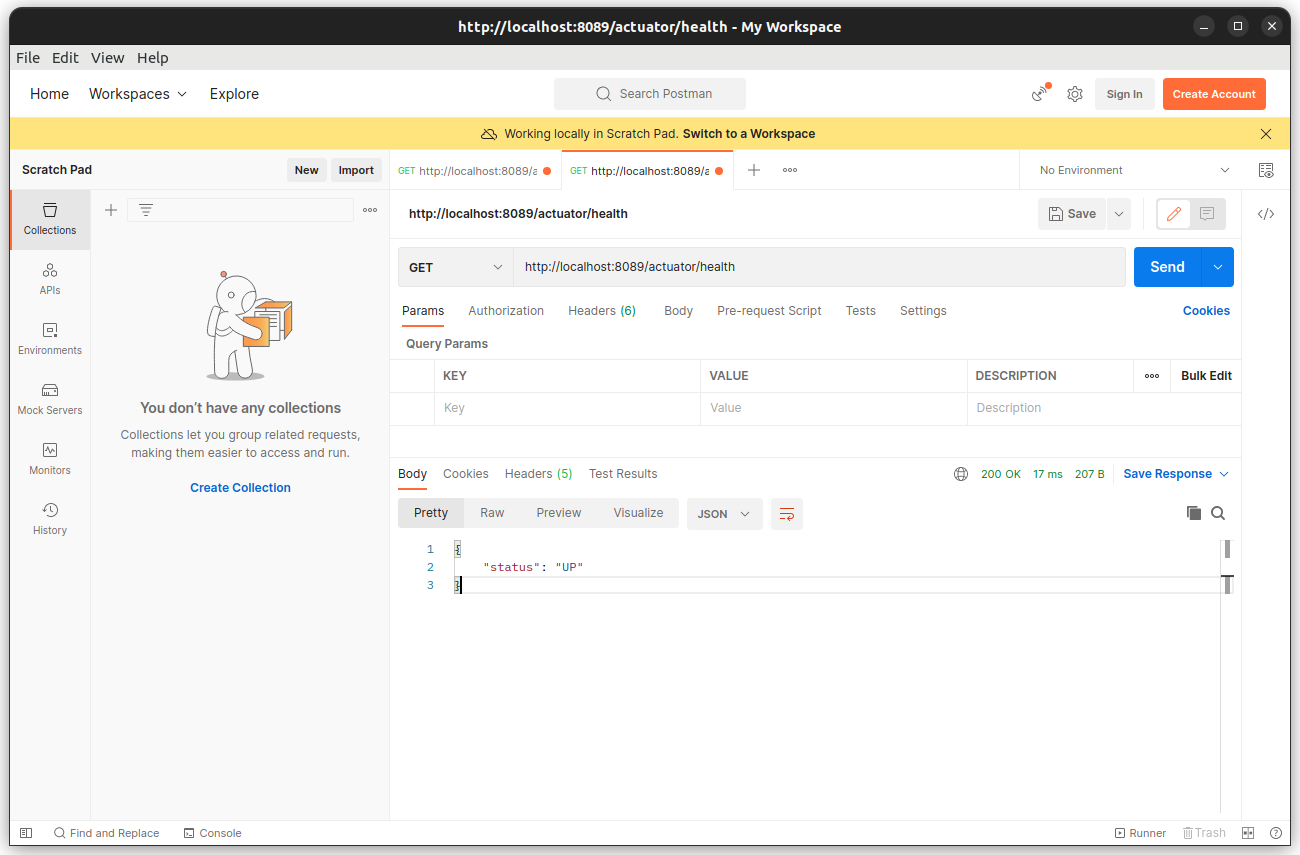 http://localhost:8089/actuator/health - My Workspace
File Edit View Help
Home Workspaces Explore Search Postman Sign In Create Account
Working locally in Scratch Pad. Switch to a Workspace
Scratch Pad New Import GET http://localhost:8089/a GET http://localhost:8089/a No Environment
http://localhost:8089/actuator/health Save
Collections
GET http://localhost:8089/actuator/health Send
APIs
Params Authorization Headers (6) Body Pre-request Script Tests Settings Cookies
Environments
Query Params
KEY VALUE DESCRIPTION Bulk Edit
Mock Servers
Key Value Description
You don't have any collections
Collections let you group related requests,
making them easier to access and run.
Monitors
Body Cookies Headers (5) Test Results 200 OK 17 ms 207 B Save Response
Create Collection
History
Pretty Raw Preview Visualize JSON
1 {
2 "status": "UP"
3 }
Find and Replace Console Runner Trash